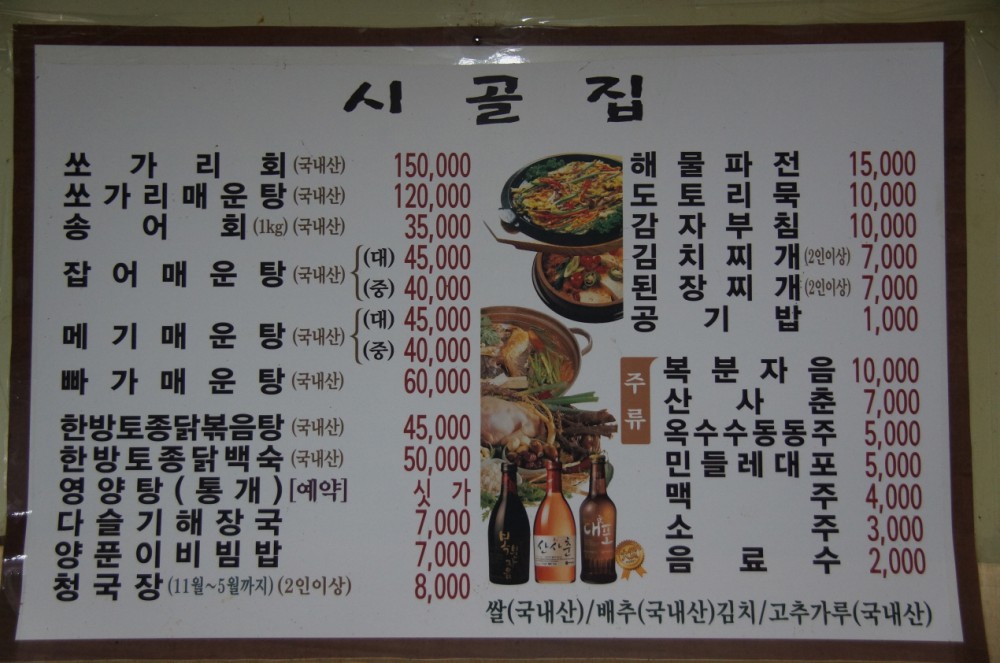 시골집
쏘가리회 (국내산) 150,000
쏘가리매운탕 (국내산) 120,000
송어회 (1kg) (국내산) 35,000
잡어매운탕 (국내산) (대) 45,000
(중) 40,000
메기매운탕 (국내산) (대) 45,000
(중) 40,000
빠가매운탕 (국내산) 60,000
한방토종닭볶음탕 (국내산) 45,000
한방토종닭백숙 (국내산) 50,000
영양탕(통개) [예약] 싯가
다슬기해장국 7,000
양푼이비빔밥 7,000
청국장 (11월~5월까지) (2인이상) 8,000
해물파전 15,000
도토리묵 10,000
감자부침 10,000
김치찌개 (2인이상) 7,000
된장찌개 (2인이상) 7,000
공기밥 1,000
주류
복분자음 10,000
산사춘 7,000
옥수수동동주 5,000
민들레대포 5,000
맥주 4,000
소주 3,000
음료수 2,000
산사춘
대포
쌀(국내산)/배추(국내산)김치/고추가루(국내산)